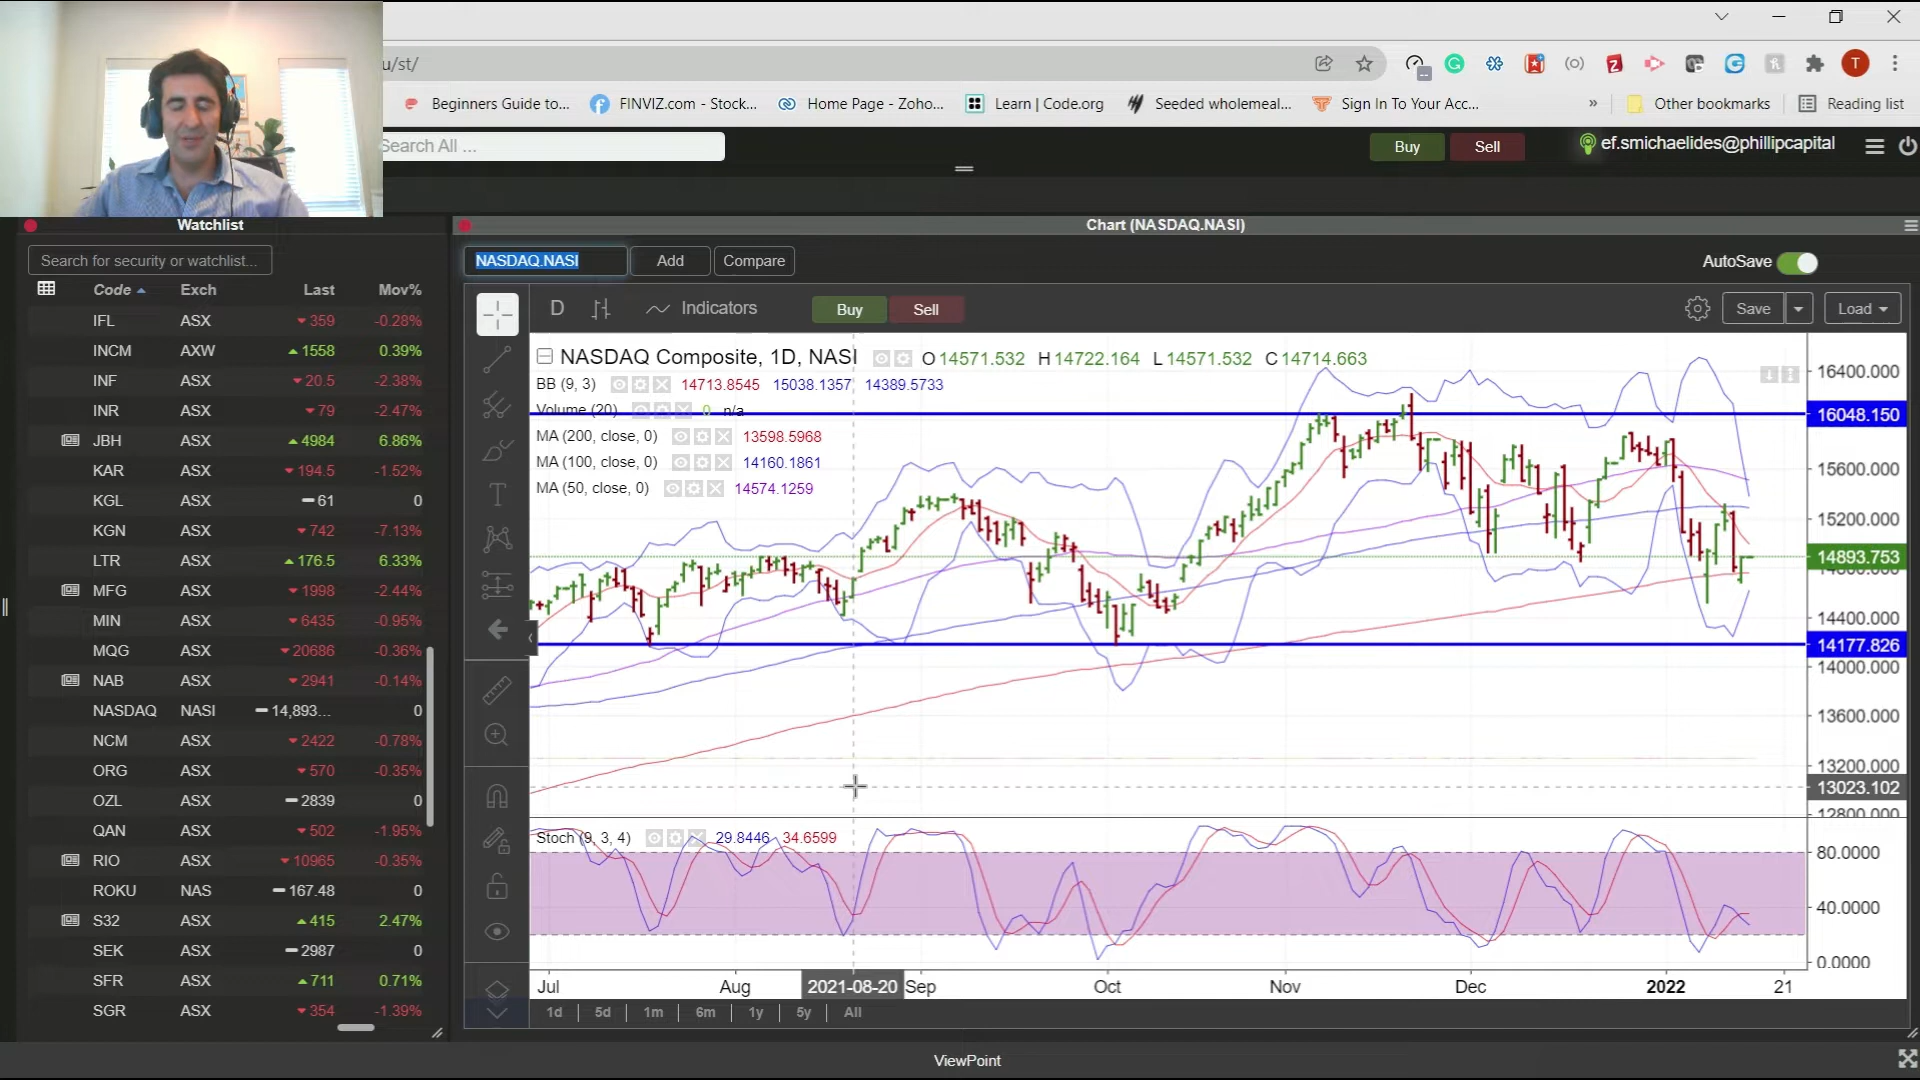 u/st/
Beginners Guide to...
FINVIZ.com - Stock...
Home Page - Zoho...
Learn | Code.org
Seeded wholemeal...
Sign In To Your Acc...
»
Other bookmarks
Reading list
T
Search All ...
Buy
Sell
ef.smichaelides@phillipcapital
Watchlist
Search for security or watchlist...
Code Exch Last Mov%
IFL ASX 359 -0.28%
INCM AXW 1558 0.39%
INF ASX 20.5 -2.38%
INR ASX 79 -2.47%
JBH ASX 4984 6.86%
KAR ASX 194.5 -1.52%
KGL ASX 61 0
KGN ASX 742 -7.13%
LTR ASX 176.5 6.33%
MFG ASX 1998 -2.44%
MIN ASX 6435 -0.95%
MQG ASX 20686 -0.36%
NAB ASX 2941 -0.14%
NASDAQ NASI 14,893... 0
NCM ASX 2422 -0.78%
ORG ASX 570 -0.35%
OZL ASX 2839 0
QAN ASX 502 -1.95%
RIO ASX 10965 -0.35%
ROKU NAS 167.48 0
S32 ASX 415 2.47%
SEK ASX 2987 0
SFR ASX 711 0.71%
SGR ASX 354 -1.39%
Chart (NASDAQ.NASI)
NASDAQ.NASI
Add
Compare
AutoSave
D
Indicators
Buy
Sell
Save
Load
NASDAQ Composite, 1D, NASI O 14571.532 H 14722.164 L 14571.532 C 14714.663
BB (9, 3) 14713.8545 15038.1357 14389.5733
Volume (20) 0 n/a
MA (200, close, 0) 13598.5968
MA (100, close, 0) 14160.1861
MA (50, close, 0) 14574.1259
16400.000
16048.150
15600.000
15200.000
14893.753
14400.000
14177.826
14000.000
13600.000
13200.000
13023.102
12800.000
Stoch (9, 3, 4) 29.8446 34.6599
80.0000
40.0000
0.0000
Jul Aug 2021-08-20 Sep Oct Nov Dec 2022 21
1d 5d 1m 6m 1y 5y All
ViewPoint